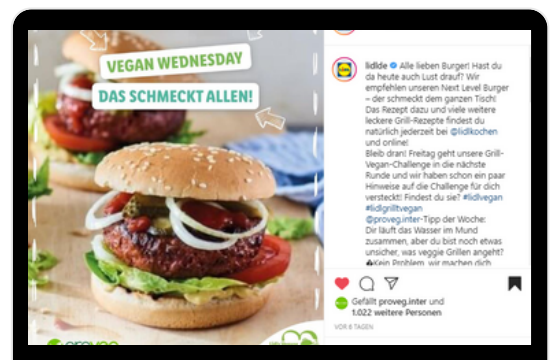 VEGAN WEDNESDAY
DAS SCHMECKT ALLEN!
lidlde Alle lieben Burger! Hast du
da heute auch Lust drauf? Wir
empfehlen unseren Next Level Burger
– der schmeckt dem ganzen Tisch!
Das Rezept dazu und viele weitere
leckere Grill-Rezepte findest du
natürlich jederzeit bei @lidlkochen
und online!
Bleib dran! Freitag geht unsere Grill-
Vegan-Challenge in die nächste
Runde und wir haben schon ein paar
Hinweise auf die Challenge für dich
versteckt! Findest du sie? #lidlvegan
#lidlgrilltvegan
@proveg.inter-Tipp der Woche:
Dir läuft das Wasser im Mund
zusammen, aber du bist noch etwas
unsicher, was veggie Grillen angeht?
Kein Problem, wir machen dich
Gefällt proveg.inter und
1.022 weitere Personen
VOR 6 TAGEN